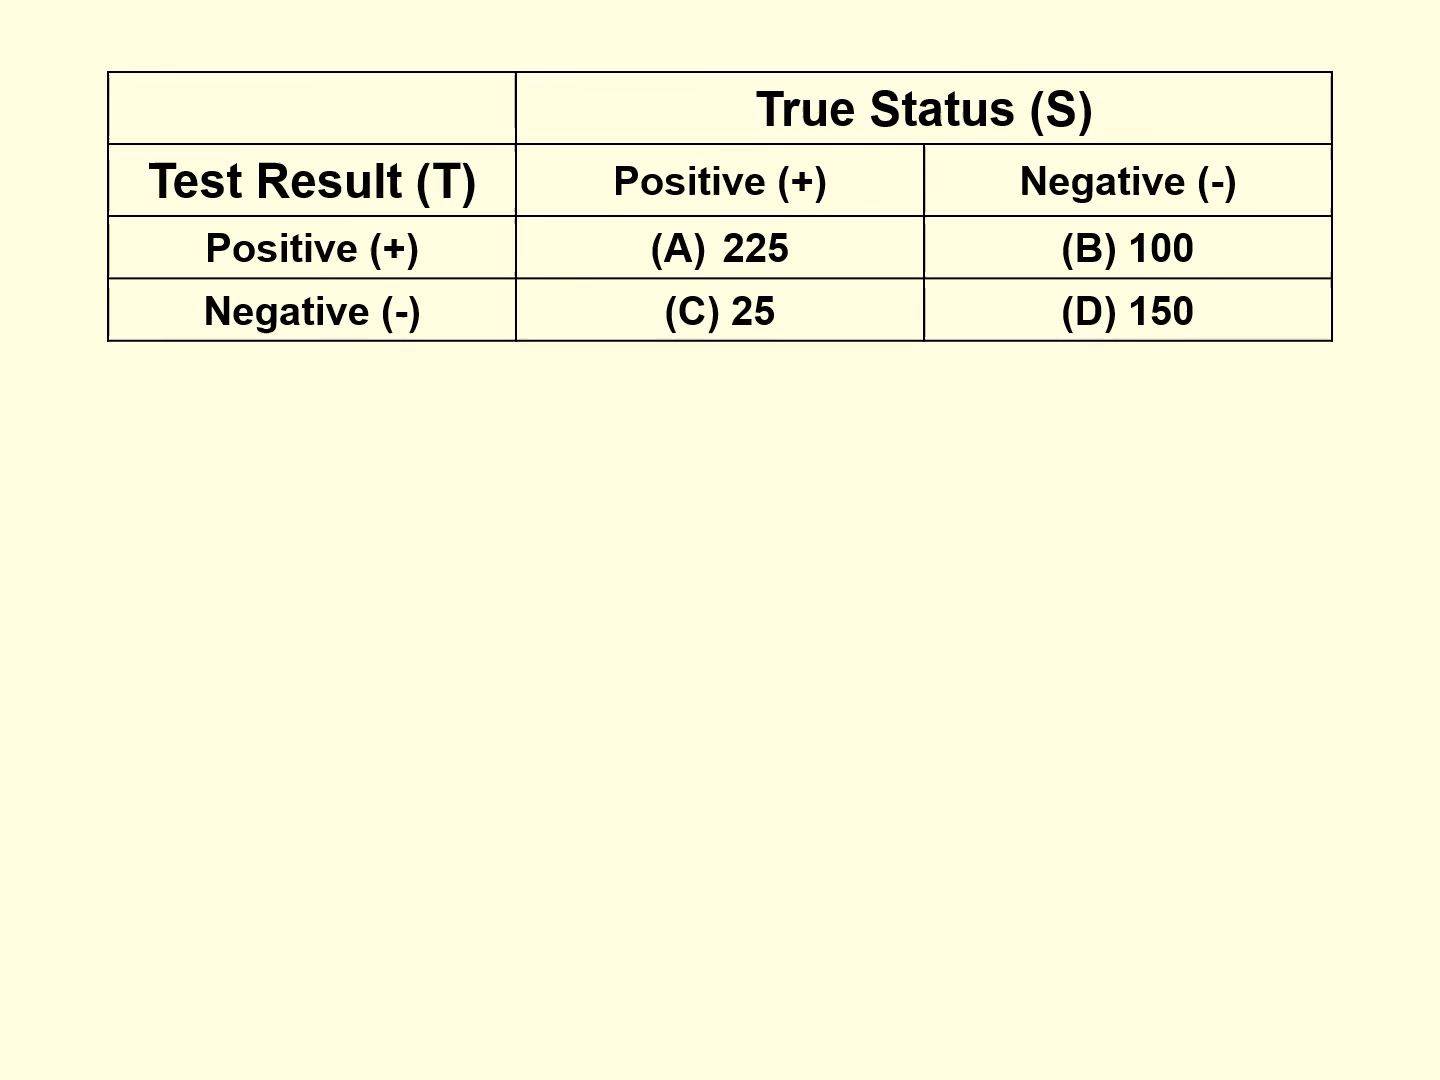 True Status (S)
Test Result (T) Positive (+) Negative (-)
Positive (+) (A) 225 (B) 100
Negative (-) (C) 25 (D) 150